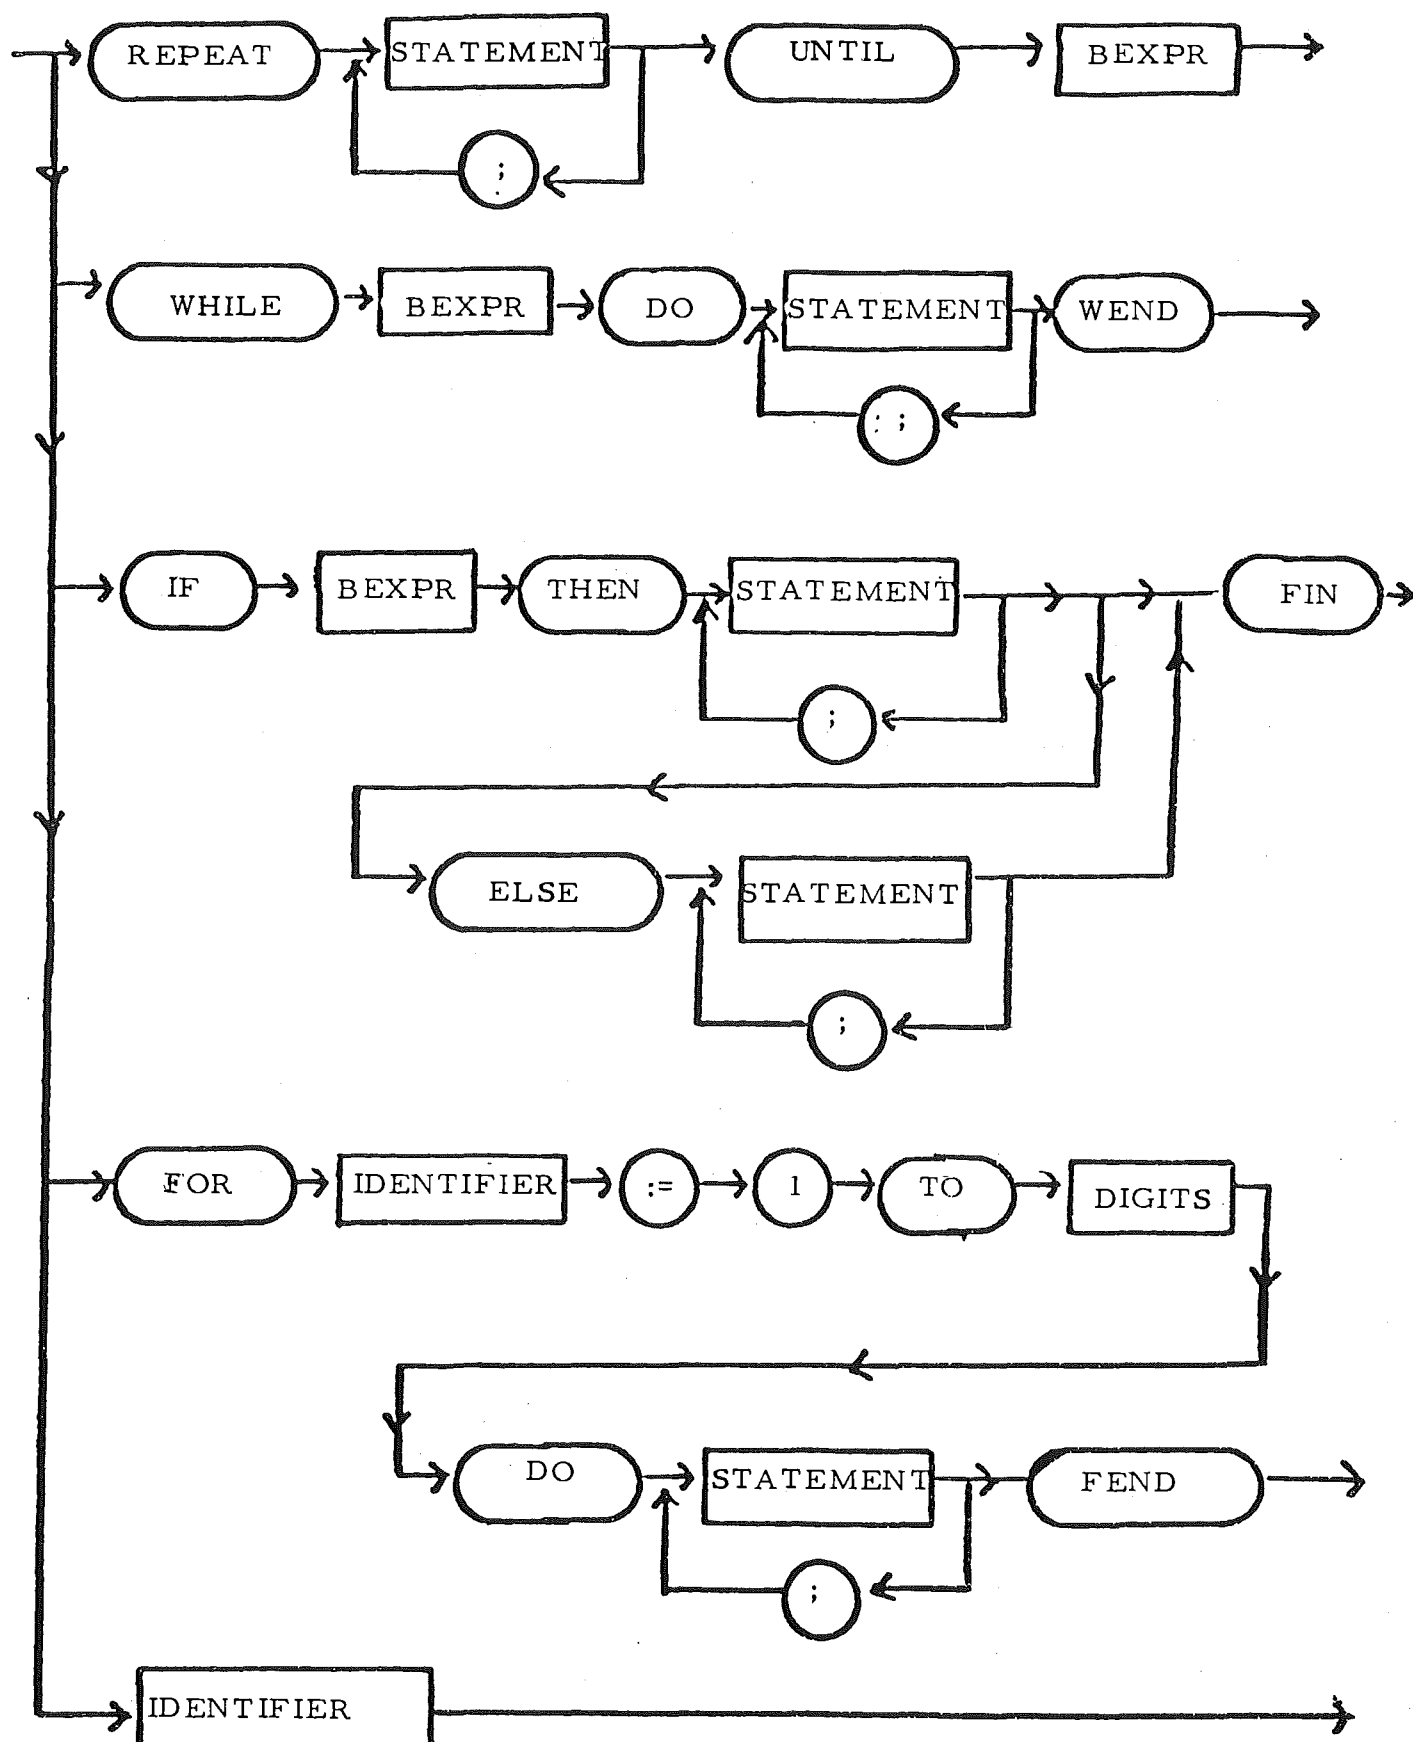 REPEAT STATEMENT UNTIL BEXPR
;
WHILE BEXPR DO STATEMENT WEND
;
IF BEXPR THEN STATEMENT FIN
;
ELSE STATEMENT
;
FOR IDENTIFIER := 1 TO DIGITS
DO STATEMENT FEND
;
IDENTIFIER